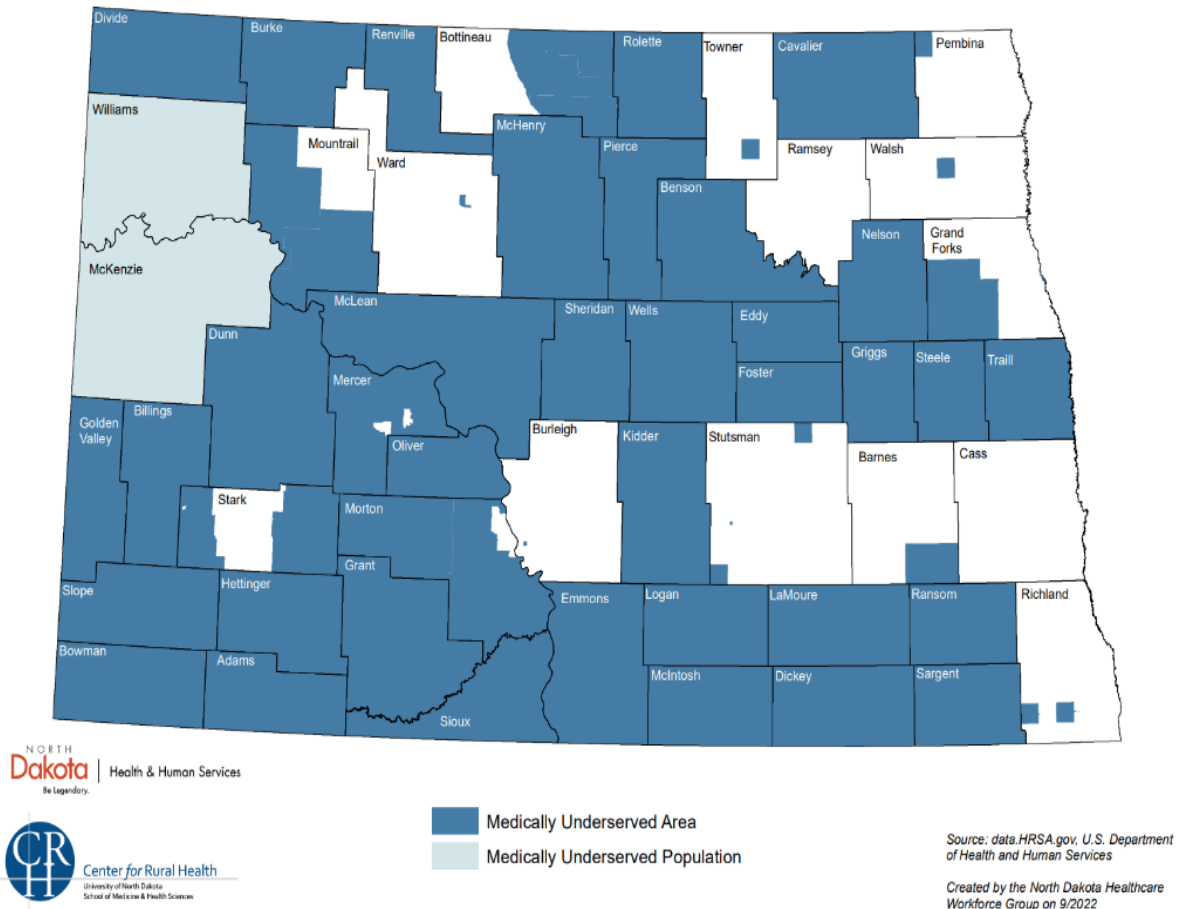 Divide
Burke
Renville
Bottineau
Rolette
Towner
Cavalier
Pembina
Williams
Mountrail
Ward
McHenry
Pierce
Ramsey
Walsh
Benson
Nelson
Grand
Forks
McKenzie
McLean
Sheridan
Wells
Eddy
Dunn
Griggs
Steele
Traill
Mercer
Foster
Golden
Valley
Billings
Oliver
Burleigh
Kidder
Stutsman
Barnes
Cass
Stark
Morton
Grant
Slope
Hettinger
Emmons
Logan
LaMoure
Ransom
Richland
Bowman
Adams
McIntosh
Dickey
Sargent
Sioux
NORTH
Dakota
Be Legendary.
Health & Human Services
CRH
Center for Rural Health
University of North Dakota
School of Medicine & Health Sciences
Medically Underserved Area
Medically Underserved Population
Source: data.HRSA.gov, U.S. Department
of Health and Human Services
Created by the North Dakota Healthcare
Workforce Group on 9/2022